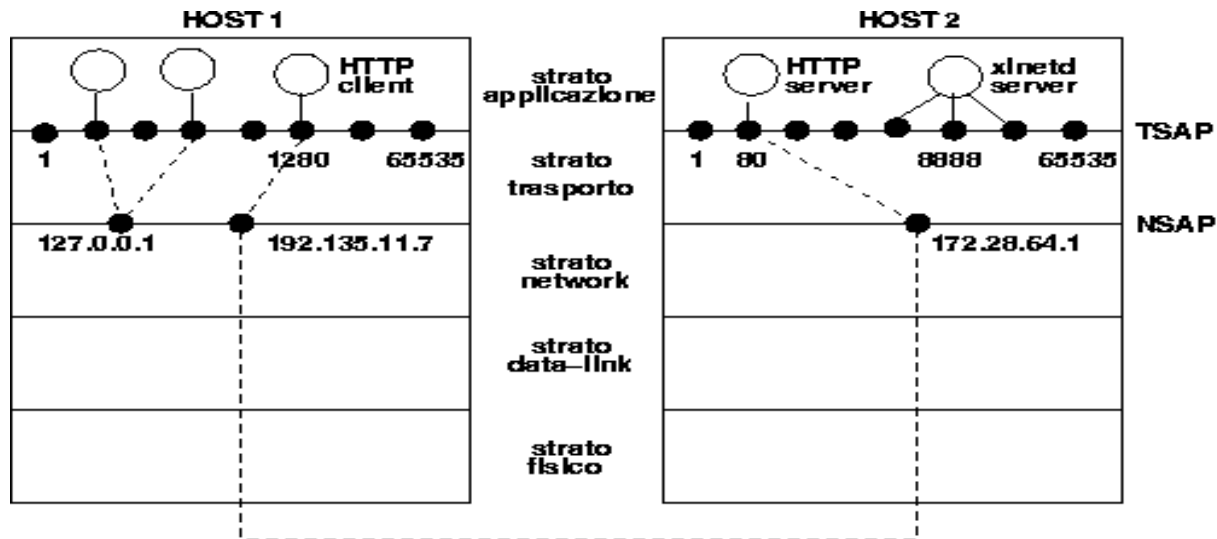 HOST 1
HOST 2
HTTP
client
strato
applicazione
HTTP
server
xinetd
server
TSAP
1
1280
65535
strato
trasporto
1
80
8888
65535
NSAP
127.0.0.1
192.135.11.7
172.28.64.1
strato
network
strato
data-link
strato
fisico